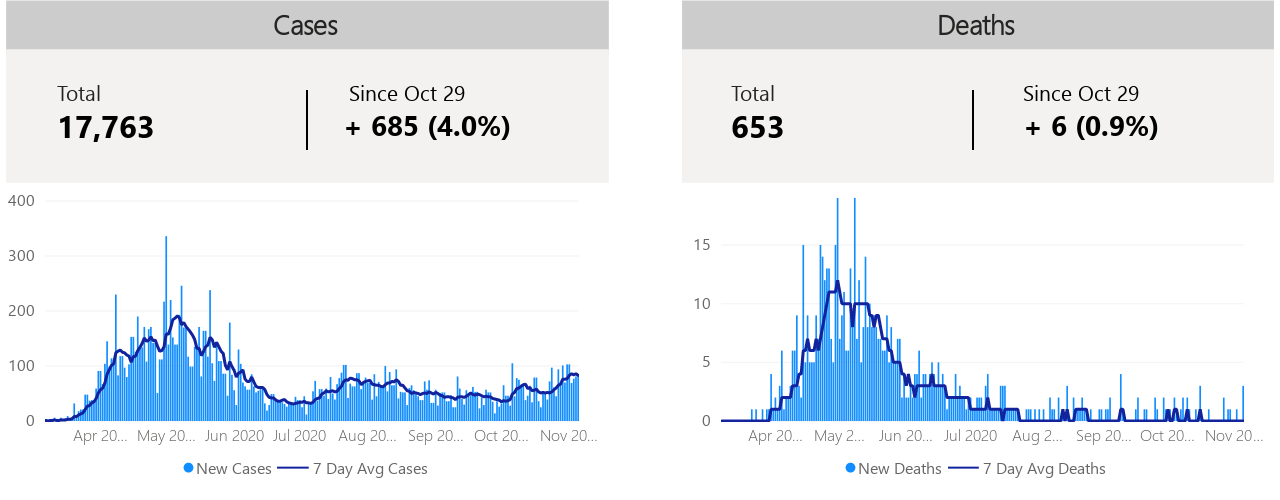 Cases
Total
17,763
Since Oct 29
+ 685 (4.0%)
400
300
200
100
0
Apr 20...
May 20...
Jun 2020
Jul 2020
Aug 20...
Sep 20...
Oct 20...
Nov 20...
New Cases
7 Day Avg Cases
Deaths
Total
653
Since Oct 29
+ 6 (0.9%)
15
10
5
0
Apr 20...
May 2...
Jun 20...
Jul 2020
Aug 2...
Sep 20...
Oct 20...
Nov 20...
New Deaths
7 Day Avg Deaths